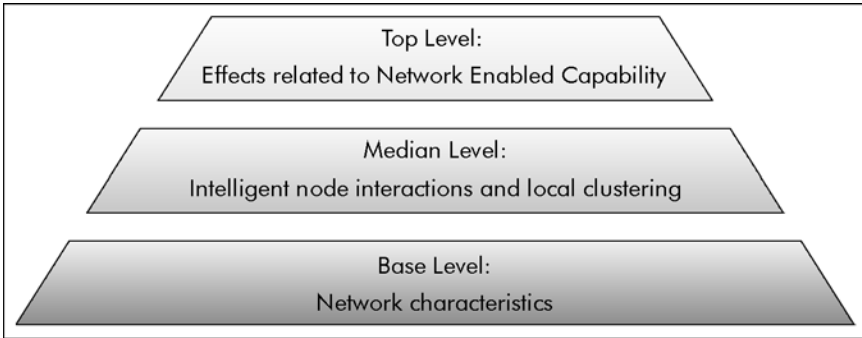 Top Level:
Effects related to Network Enabled Capability
Median Level:
Intelligent node interactions and local clustering
Base Level:
Network characteristics